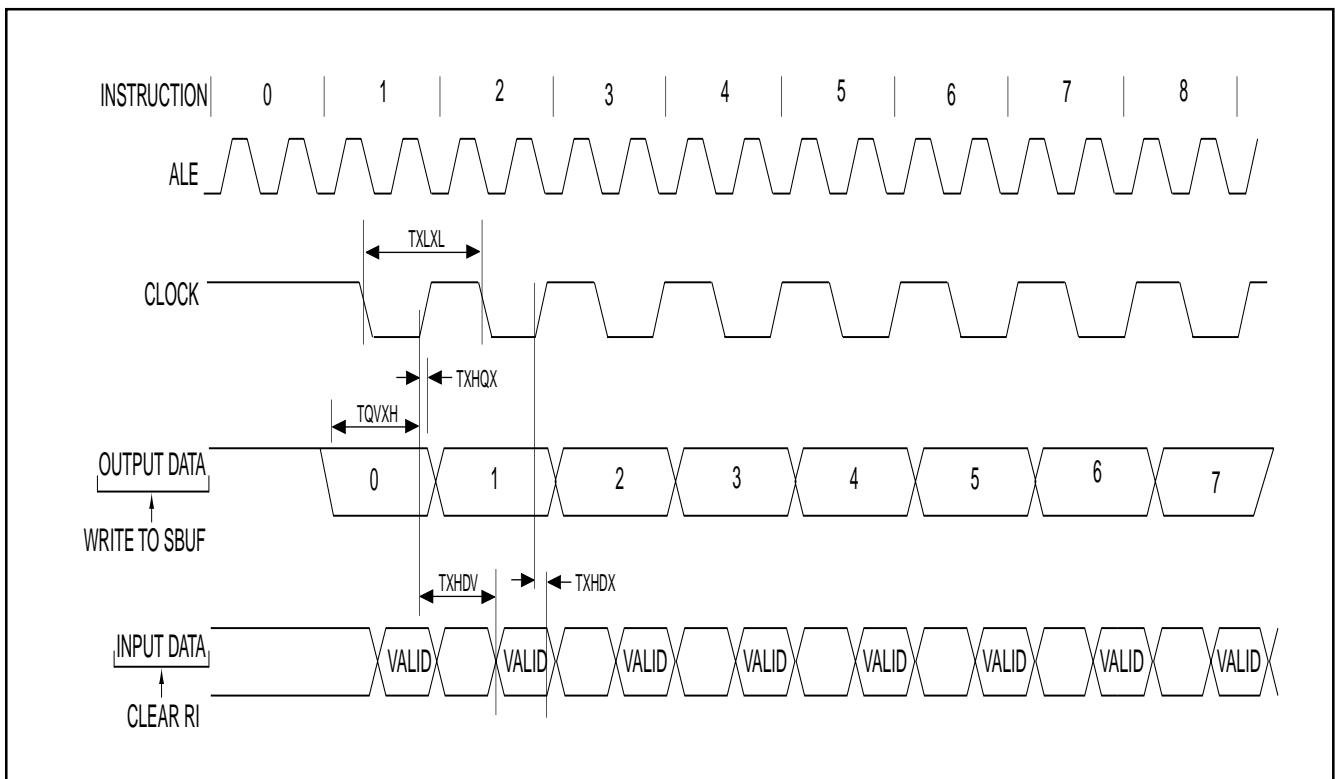 INSTRUCTION 0 1 2 3 4 5 6 7 8
ALE
TXLXL
CLOCK
TXHQX
TQVXH
OUTPUT DATA 0 1 2 3 4 5 6 7
WRITE TO SBUF
TXHDV TXHDX
INPUT DATA VALID VALID VALID VALID VALID VALID VALID VALID
CLEAR RI